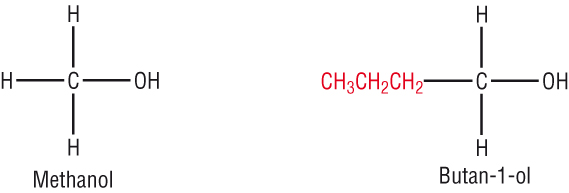 H H
H C OH CH₃CH₂CH₂ C OH
H H
Methanol Butan-1-ol